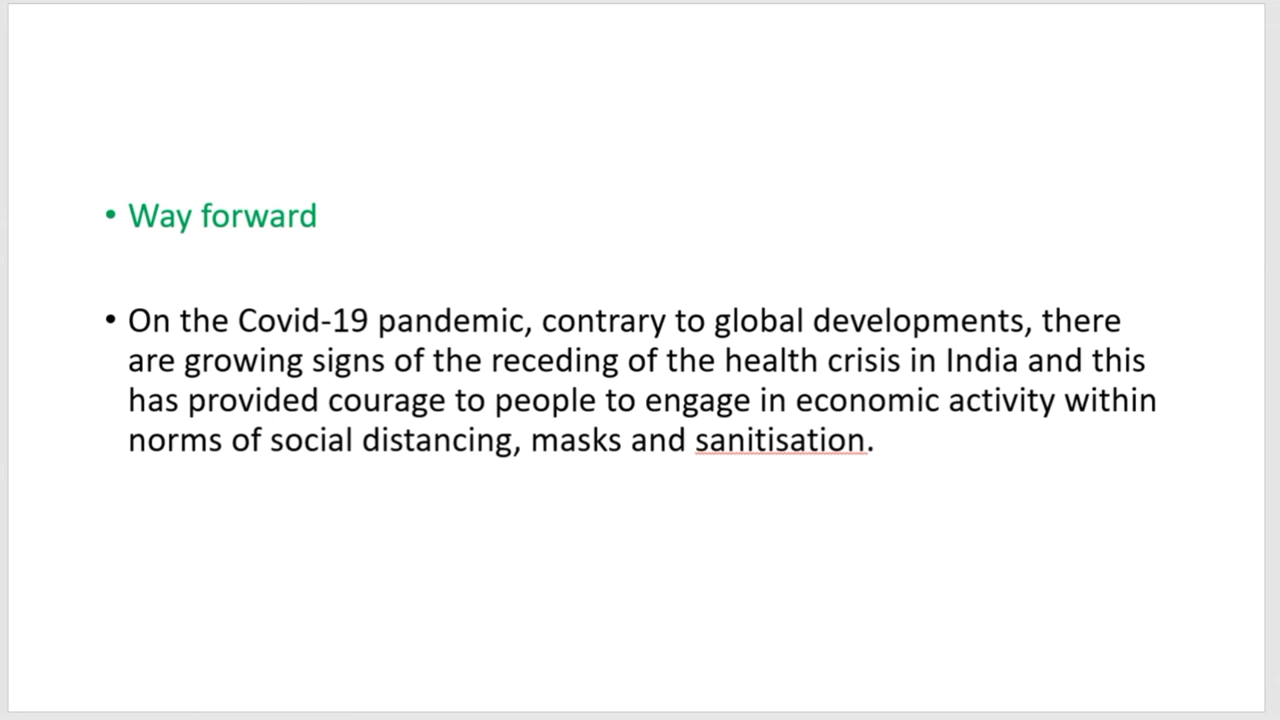 • Way forward
• On the Covid-19 pandemic, contrary to global developments, there
are growing signs of the receding of the health crisis in India and this
has provided courage to people to engage in economic activity within
norms of social distancing, masks and sanitisation.